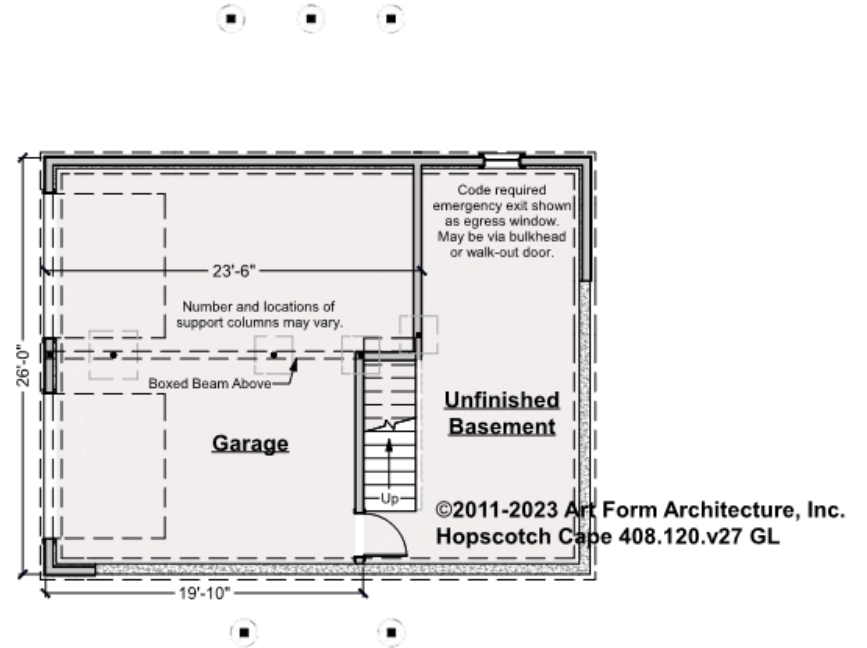 Code required
emergency exit shown
as egress window.
May be via bulkhead
or walk-out door.
23'-6"
Number and locations of
support columns may vary.
26'-0"
Boxed Beam Above
Unfinished
Basement
Garage
Up
©2011-2023 Art Form Architecture, Inc.
Hopscotch Cape 408.120.v27 GL
19'-10"